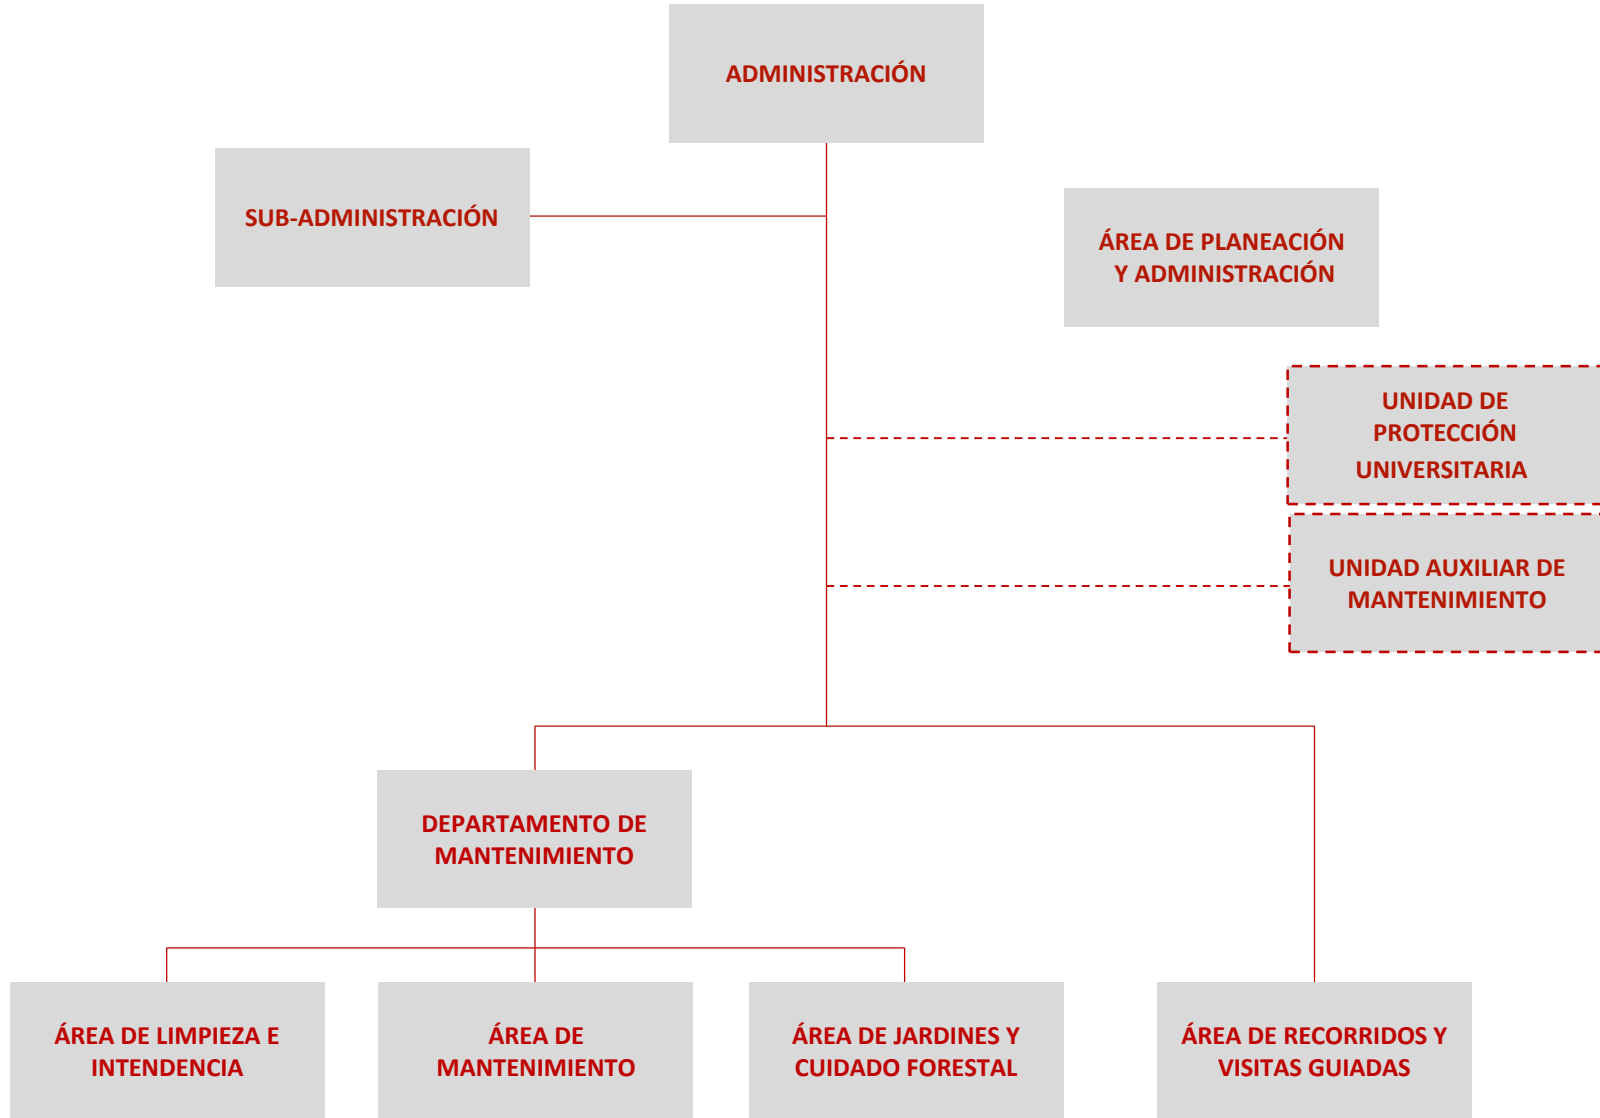 ADMINISTRACIÓN
SUB-ADMINISTRACIÓN
ÁREA DE PLANEACIÓN
Y ADMINISTRACIÓN
UNIDAD DE
PROTECCIÓN
UNIVERSITARIA
UNIDAD AUXILIAR DE
MANTENIMIENTO
DEPARTAMENTO DE
MANTENIMIENTO
ÁREA DE LIMPIEZA E
INTENDENCIA
ÁREA DE
MANTENIMIENTO
ÁREA DE JARDINES Y
CUIDADO FORESTAL
ÁREA DE RECORRIDOS Y
VISITAS GUIADAS